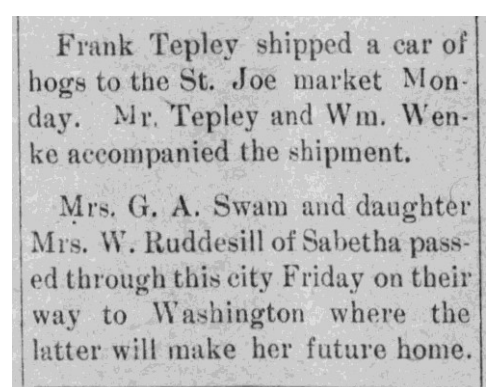 Frank Tepley shipped a car of
hogs to the St. Joe market Mon-
day. Mr. Tepley and Wm. Wen-
ke accompanied the shipment.
Mrs. G. A. Swam and daughter
Mrs. W. Ruddesill of Sabetha pass-
ed through this city Friday on their
way to Washington where the
latter will make her future home.